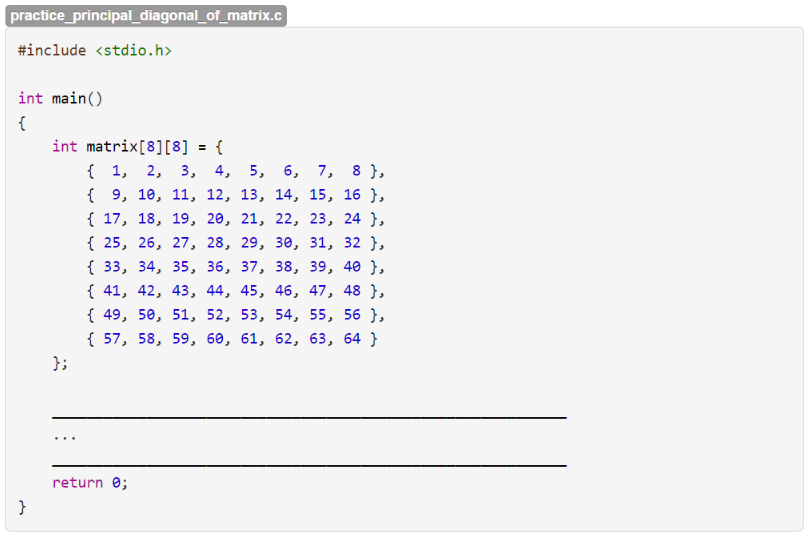 practice_principal_diagonal_of_matrix.c
#include <stdio.h>
int main()
{
    int matrix[8][8] = {
        {  1,  2,  3,  4,  5,  6,  7,  8 },
        {  9, 10, 11, 12, 13, 14, 15, 16 },
        { 17, 18, 19, 20, 21, 22, 23, 24 },
        { 25, 26, 27, 28, 29, 30, 31, 32 },
        { 33, 34, 35, 36, 37, 38, 39, 40 },
        { 41, 42, 43, 44, 45, 46, 47, 48 },
        { 49, 50, 51, 52, 53, 54, 55, 56 },
        { 57, 58, 59, 60, 61, 62, 63, 64 }
    };
    ____________________________________________________________
    ...
    ____________________________________________________________
    return 0;
}